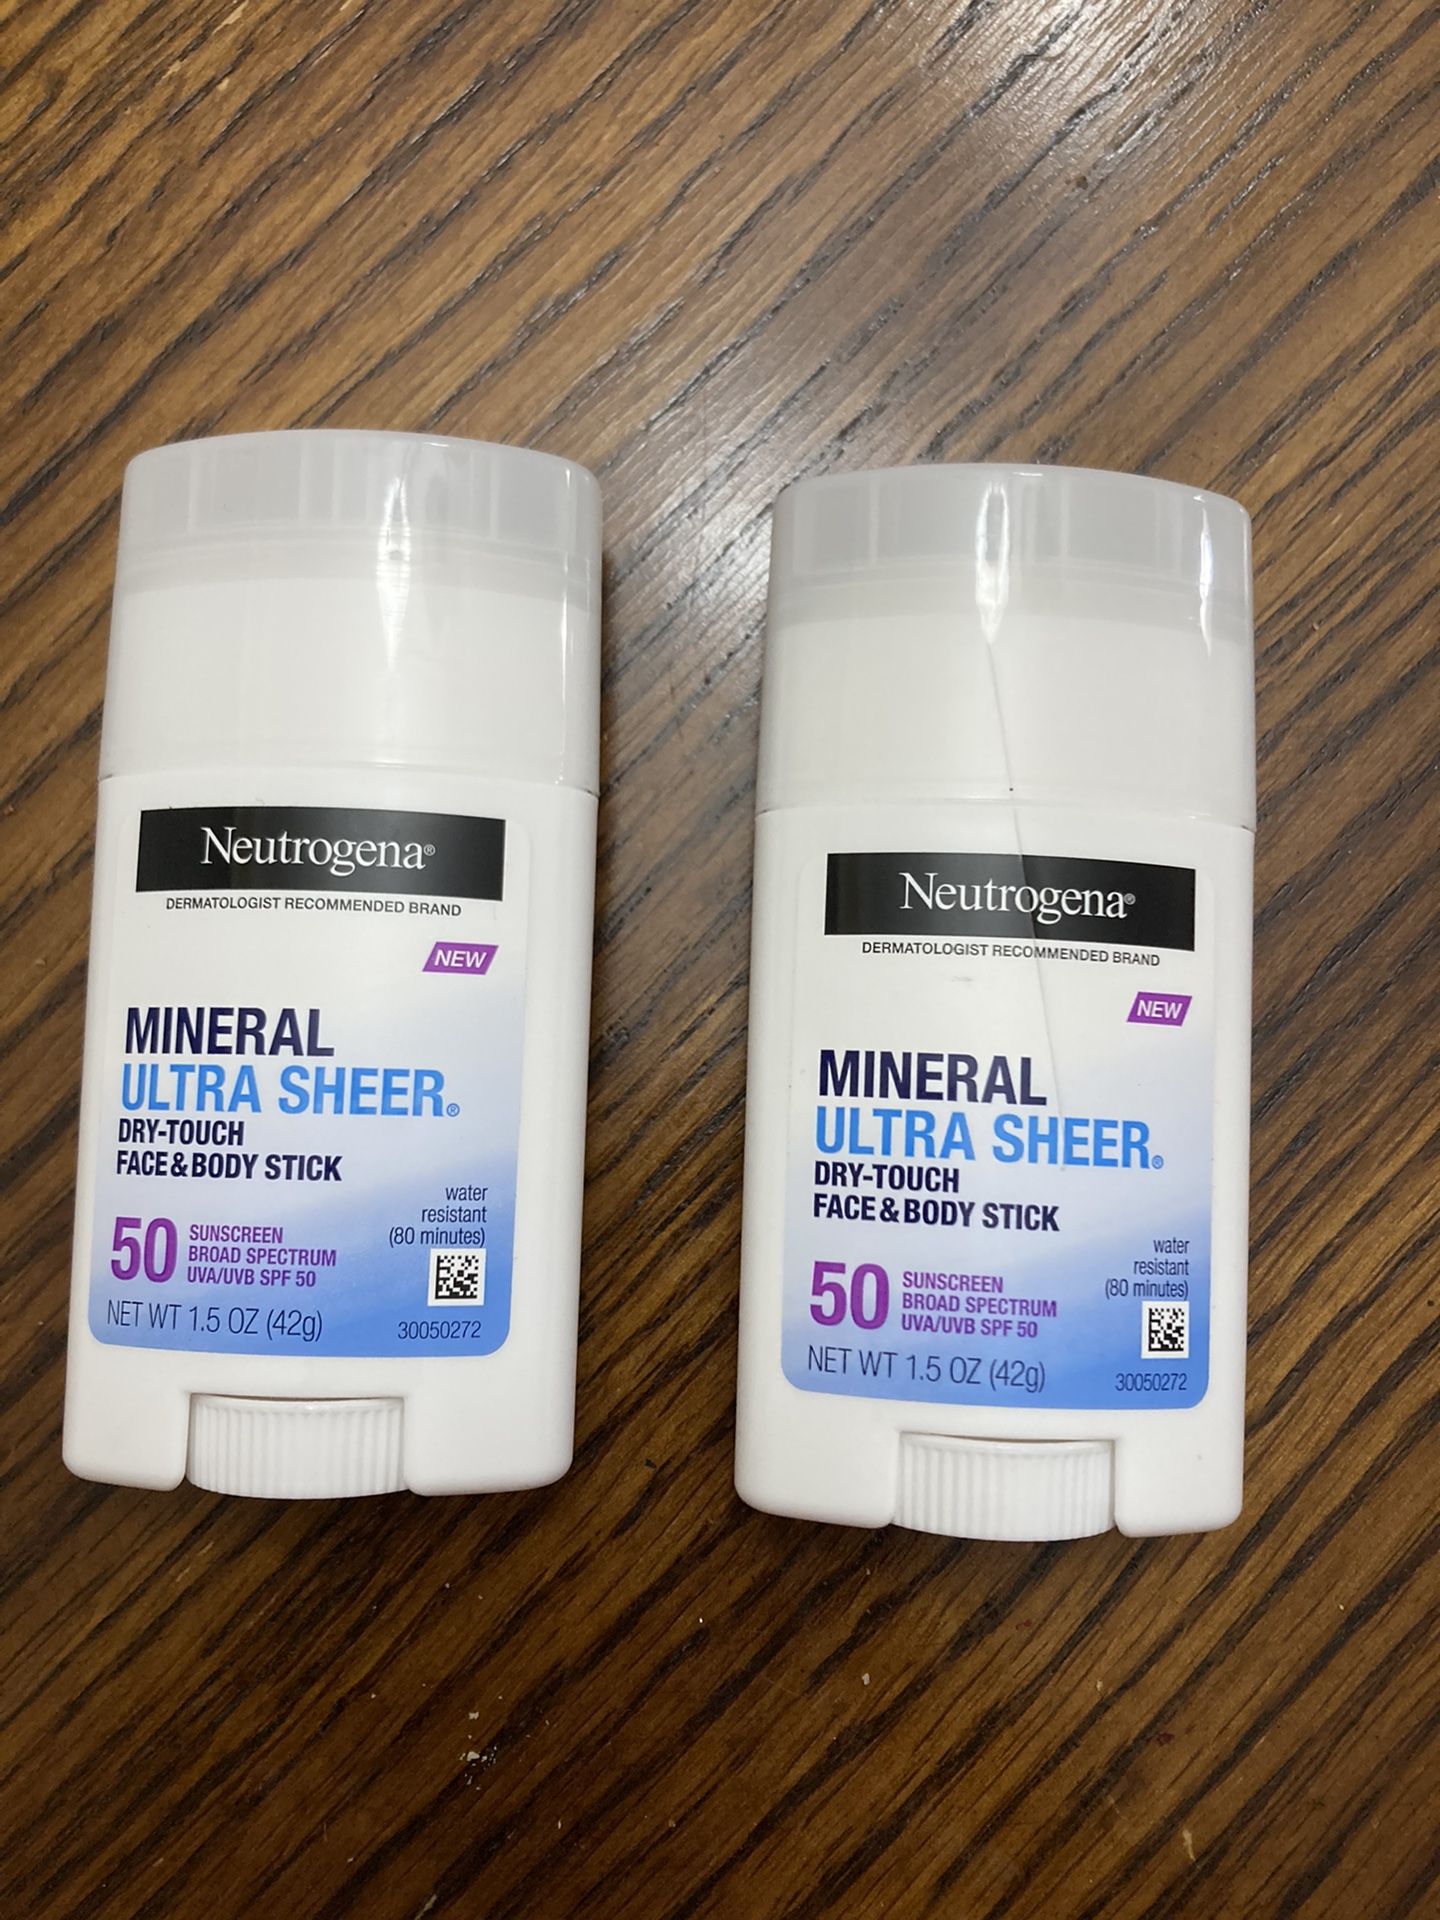 Neutrogena®
DERMATOLOGIST RECOMMENDED BRAND
NEW
MINERAL
ULTRA SHEER®
DRY-TOUCH
FACE & BODY STICK
water
resistant
(80 minutes)
50 SUNSCREEN
BROAD SPECTRUM
UVA/UVB SPF 50
NET WT 1.5 OZ (42g)
30050272
Neutrogena®
DERMATOLOGIST RECOMMENDED BRAND
NEW
MINERAL
ULTRA SHEER®
DRY-TOUCH
FACE & BODY STICK
water
resistant
(80 minutes)
50 SUNSCREEN
BROAD SPECTRUM
UVA/UVB SPF 50
NET WT 1.5 OZ (42g)
30050272